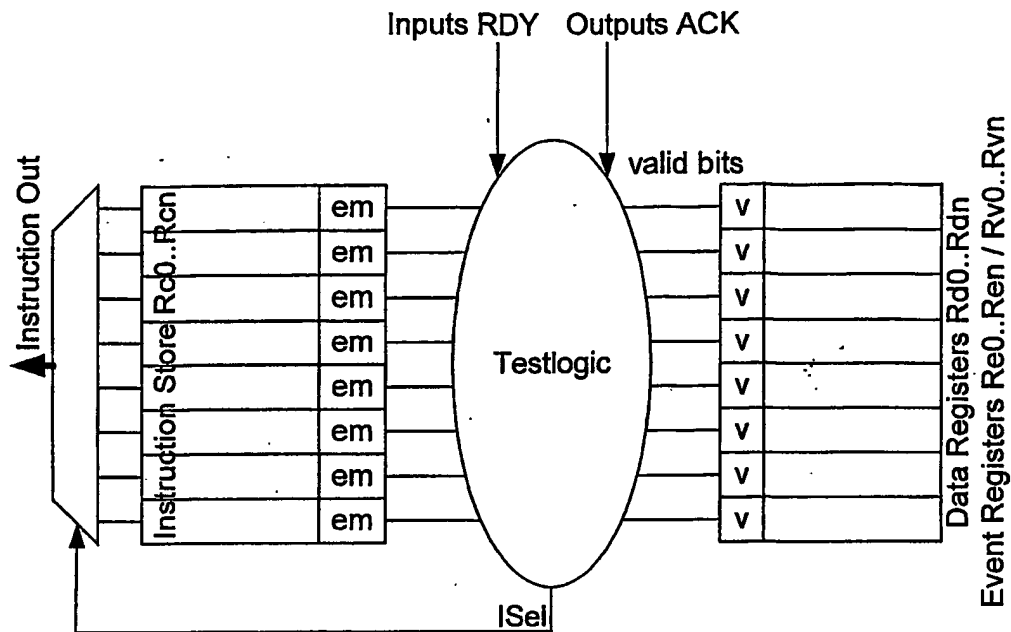 Inputs RDY
Outputs ACK
valid bits
Instruction Out
Instruction Store Rc0..Rcn
em
em
em
em
em
em
em
em
Testlogic
v
v
v
v
v
v
v
v
Data Registers Rd0..Rdn
Event Registers Re0..Ren / Rv0..Rvn
ISel